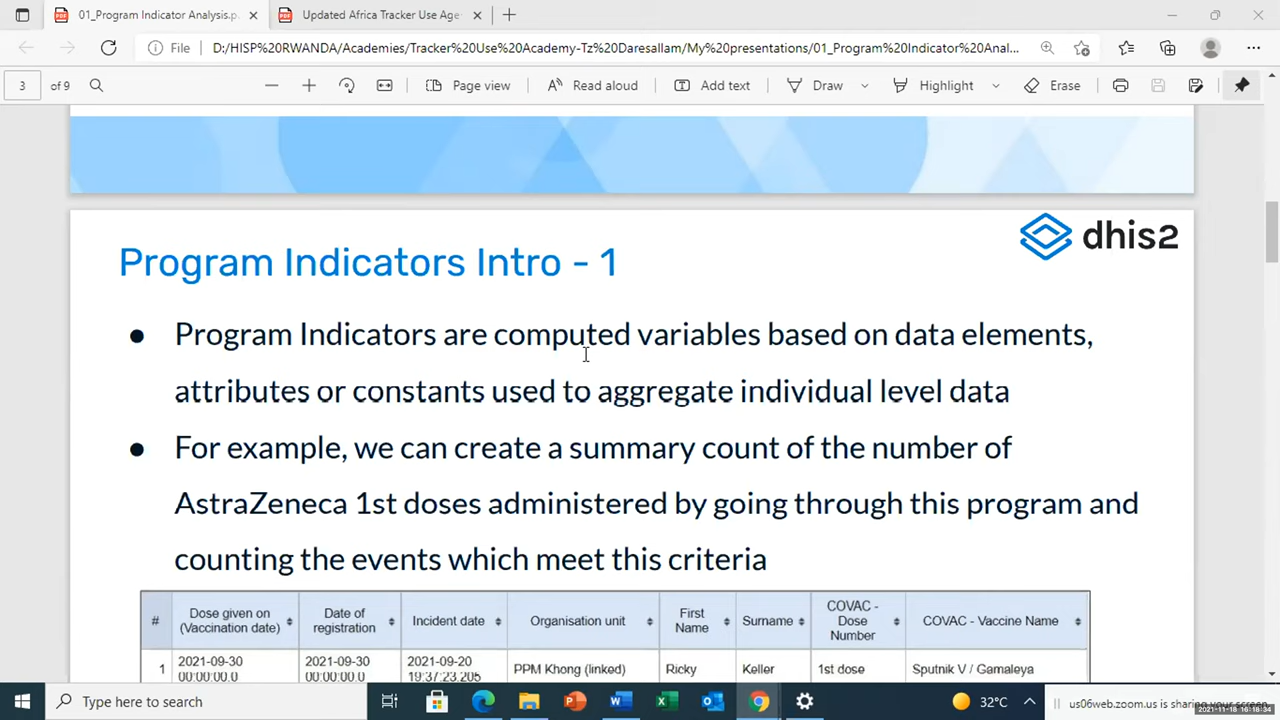 01_Program Indicator Analysis.p
Updated Africa Tracker Use Age
File
D:/HISP%20RWANDA/Academies/Tracker%20Use%20Academy-Tz%20Daresallam/My%20presentations/01_Program%20Indicator%20Anal...
3 of 9
Page view
Read aloud
Add text
Draw
Highlight
Erase
dhis2
Program Indicators Intro - 1
● Program Indicators are computed variables based on data elements,
attributes or constants used to aggregate individual level data
● For example, we can create a summary count of the number of
AstraZeneca 1st doses administered by going through this program and
counting the events which meet this criteria
# Dose given on (Vaccination date) Date of registration Incident date Organisation unit First Name Surname COVAC - Dose Number COVAC - Vaccine Name
1 2021-09-30 00:00:00.0 2021-09-30 00:00:00.0 2021-09-20 19:37:23.205 PPM Khong (linked) Ricky Keller 1st dose Sputnik V / Gamaleya
Type here to search
32°C
us06web.zoom.us is sharing your screen.
2021-11-18 16:18:34